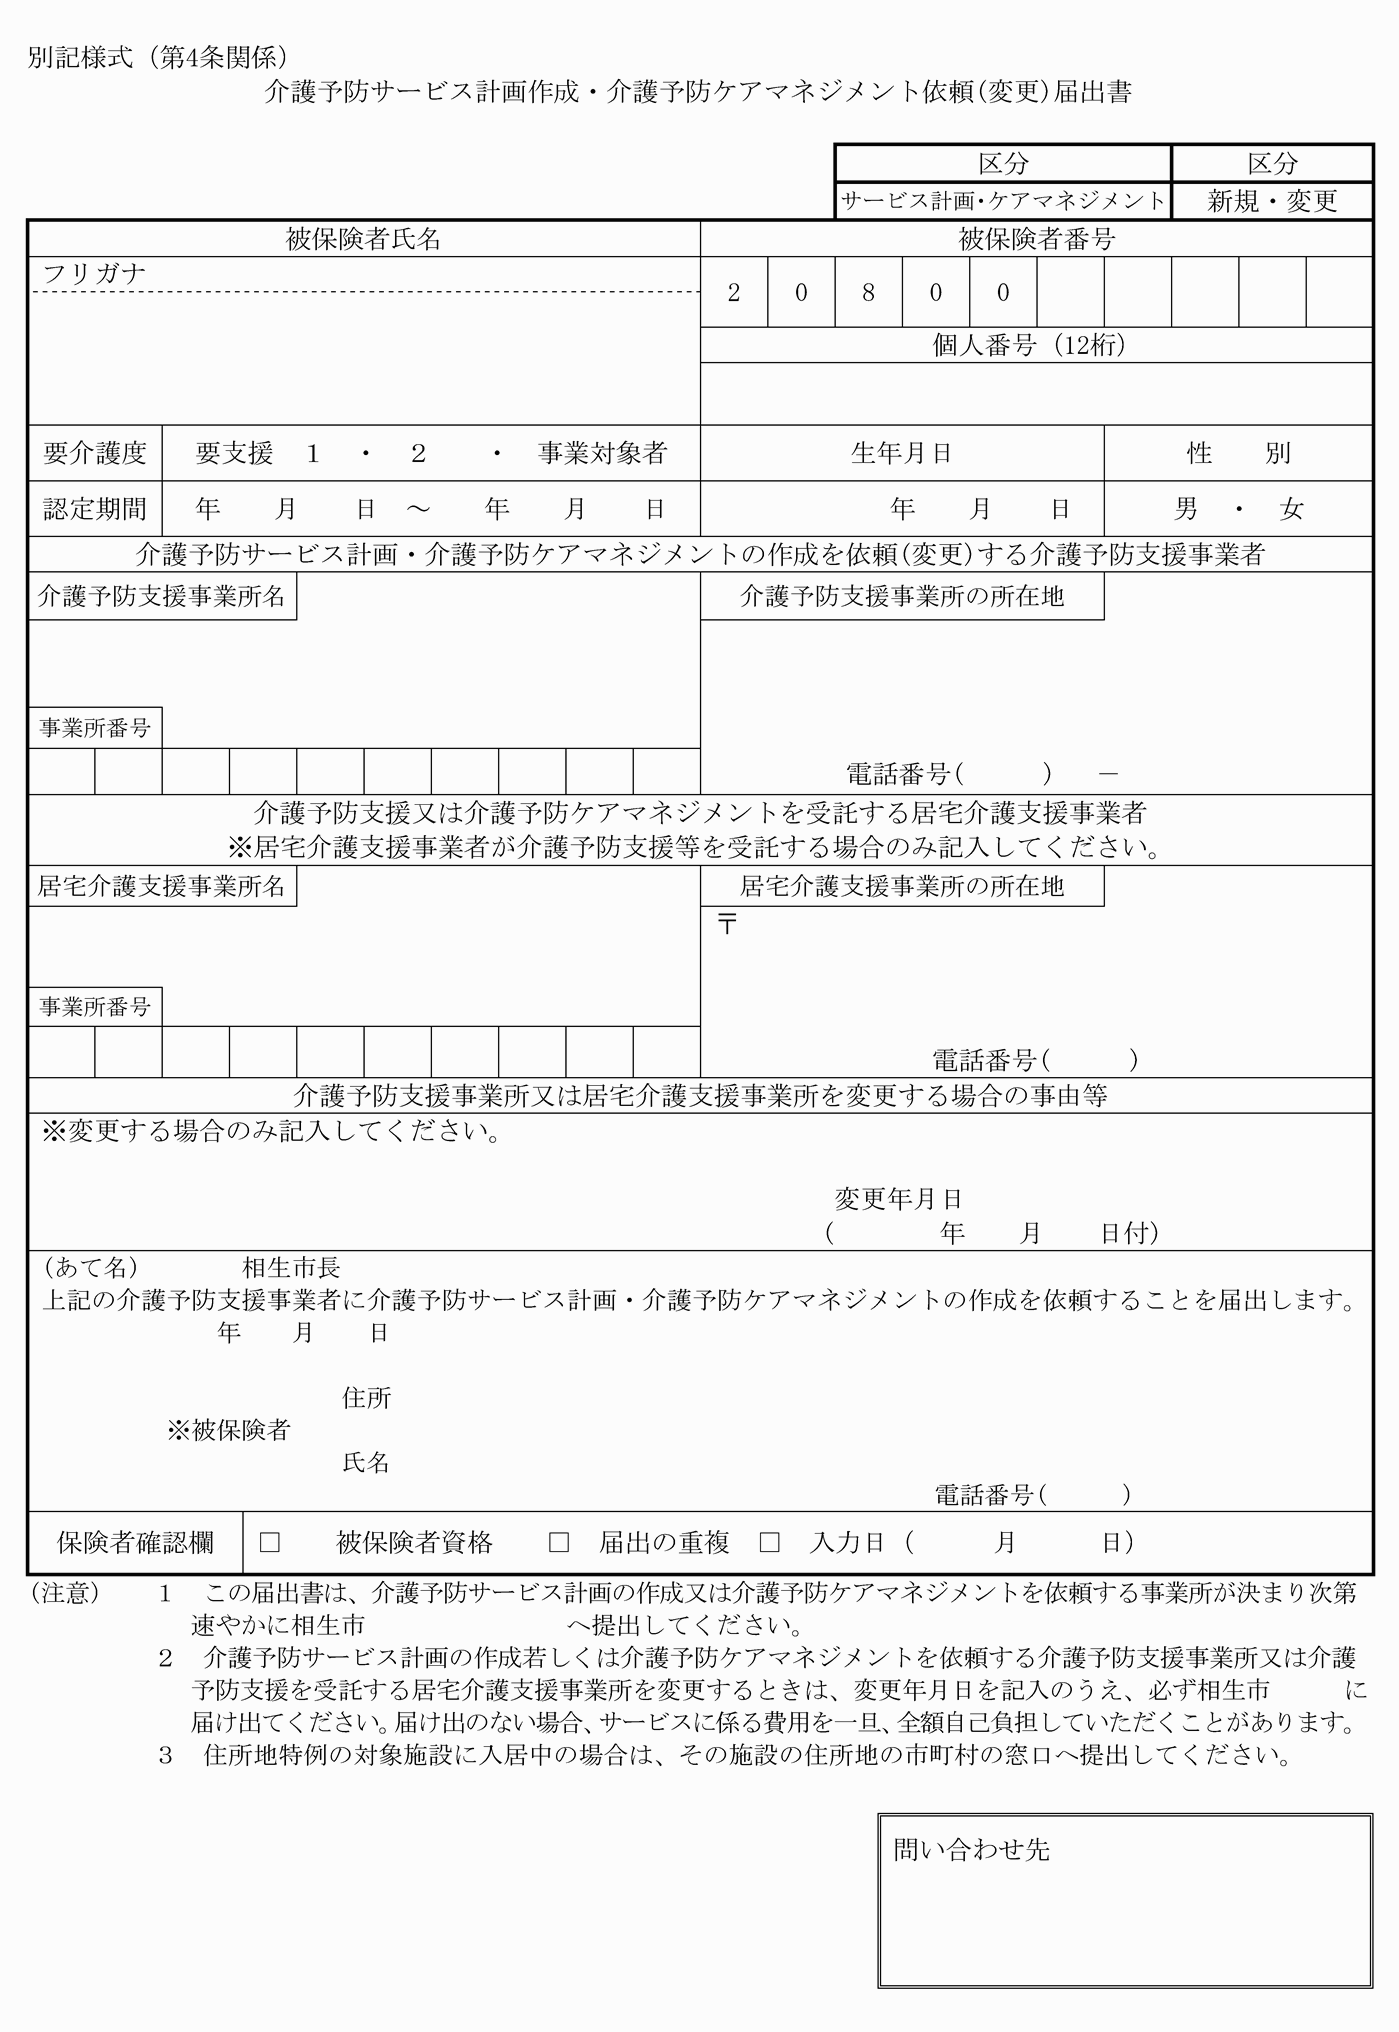 別記様式（第4条関係）
介護予防サービス計画作成・介護予防ケアマネジメント依頼(変更)届出書
区分 区分
サービス計画・ケアマネジメント 新規・変更
被保険者氏名 被保険者番号
フリガナ
2 0 8 0 0
個人番号（12桁）
要介護度 要支援 1 ・ 2 ・ 事業対象者 生年月日 性 別
認定期間 年 月 日 ～ 年 月 日 年 月 日 男 ・ 女
介護予防サービス計画・介護予防ケアマネジメントの作成を依頼(変更)する介護予防支援事業者
介護予防支援事業所名 介護予防支援事業所の所在地
事業所番号
電話番号( ) －
介護予防支援又は介護予防ケアマネジメントを受託する居宅介護支援事業者
※居宅介護支援事業者が介護予防支援等を受託する場合のみ記入してください。
居宅介護支援事業所名 居宅介護支援事業所の所在地
〒
事業所番号
電話番号( )
介護予防支援事業所又は居宅介護支援事業所を変更する場合の事由等
※変更する場合のみ記入してください。
変更年月日
( 年 月 日付)
（あて名） 相生市長
上記の介護予防支援事業者に介護予防サービス計画・介護予防ケアマネジメントの作成を依頼することを届出します。
年 月 日
住所
※被保険者
氏名
電話番号( )
保険者確認欄 □ 被保険者資格 □ 届出の重複 □ 入力日（ 月 日）
（注意） 1 この届出書は、介護予防サービス計画の作成又は介護予防ケアマネジメントを依頼する事業所が決まり次第
速やかに相生市 へ提出してください。
2 介護予防サービス計画の作成若しくは介護予防ケアマネジメントを依頼する介護予防支援事業所又は介護
予防支援を受託する居宅介護支援事業所を変更するときは、変更年月日を記入のうえ、必ず相生市 に
届け出てください。届け出のない場合、サービスに係る費用を一旦、全額自己負担していただくことがあります。
3 住所地特例の対象施設に入居中の場合は、その施設の住所地の市町村の窓口へ提出してください。
問い合わせ先